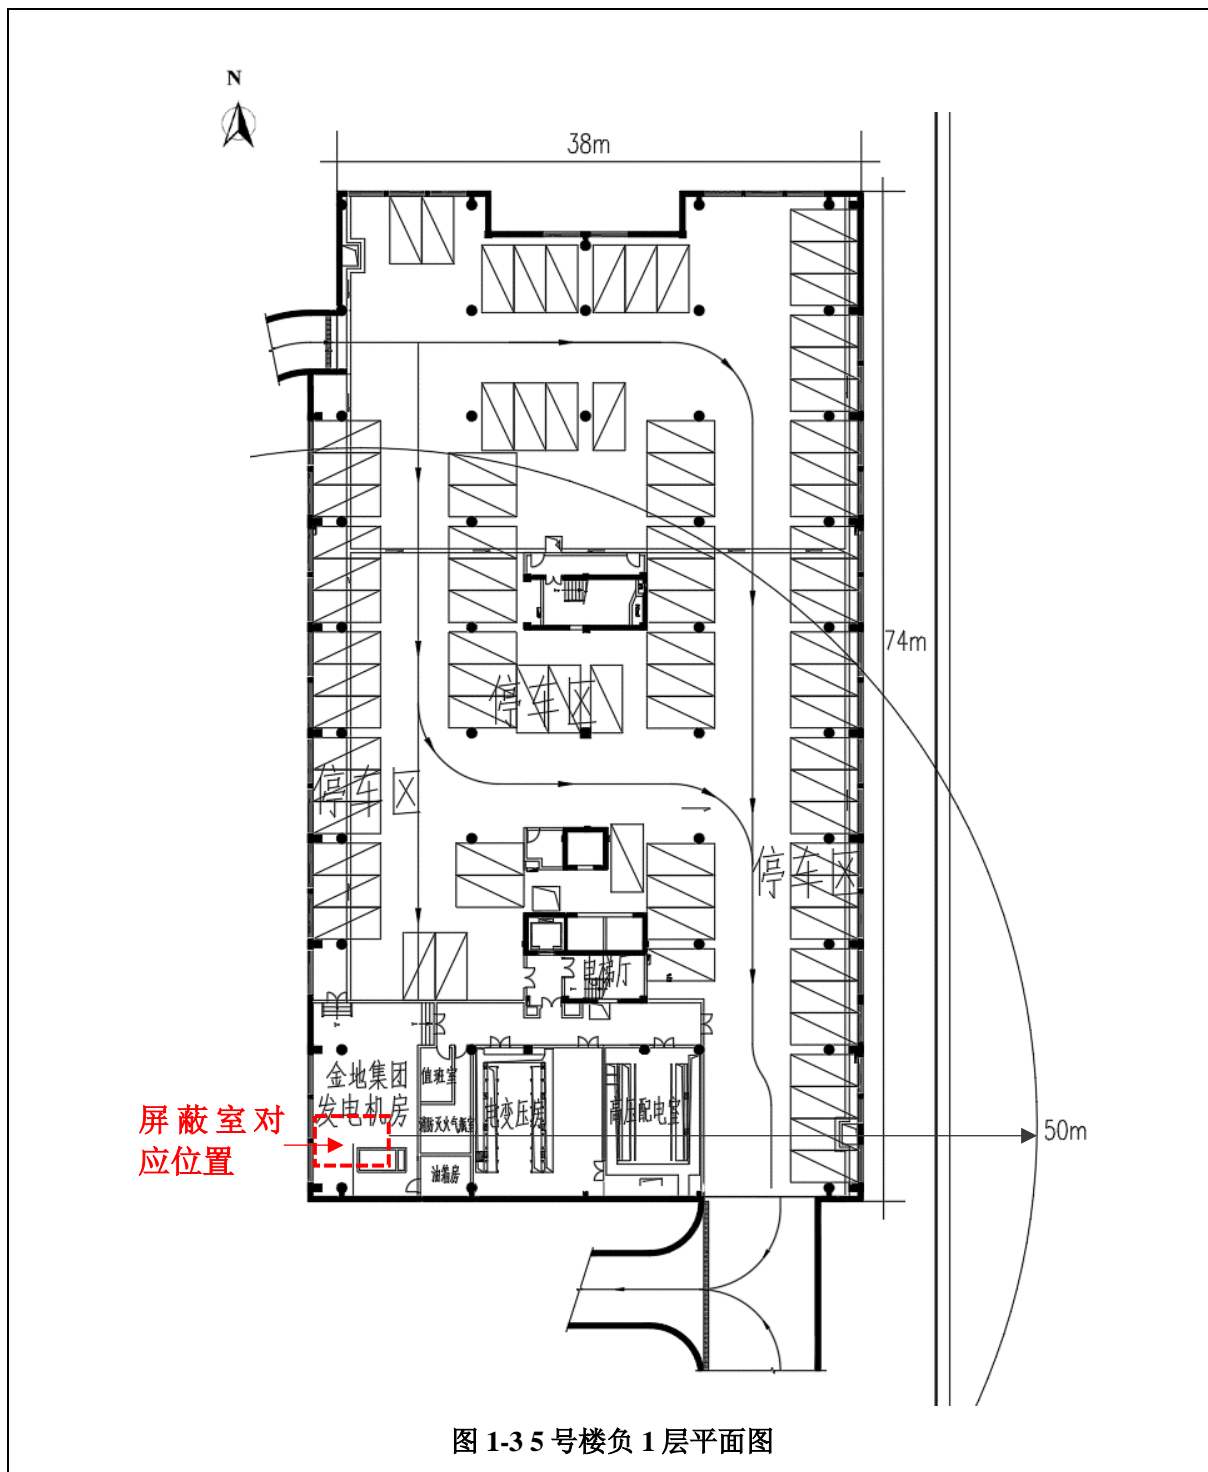 N
38m
74m
停车区
停车区
停车区
电梯厅
金地集团
发电机房
值班室
消防灭火气瓶室
油箱房
电变压房
高压配电室
屏蔽室对
应位置
50m
图 1-3 5 号楼负 1 层平面图